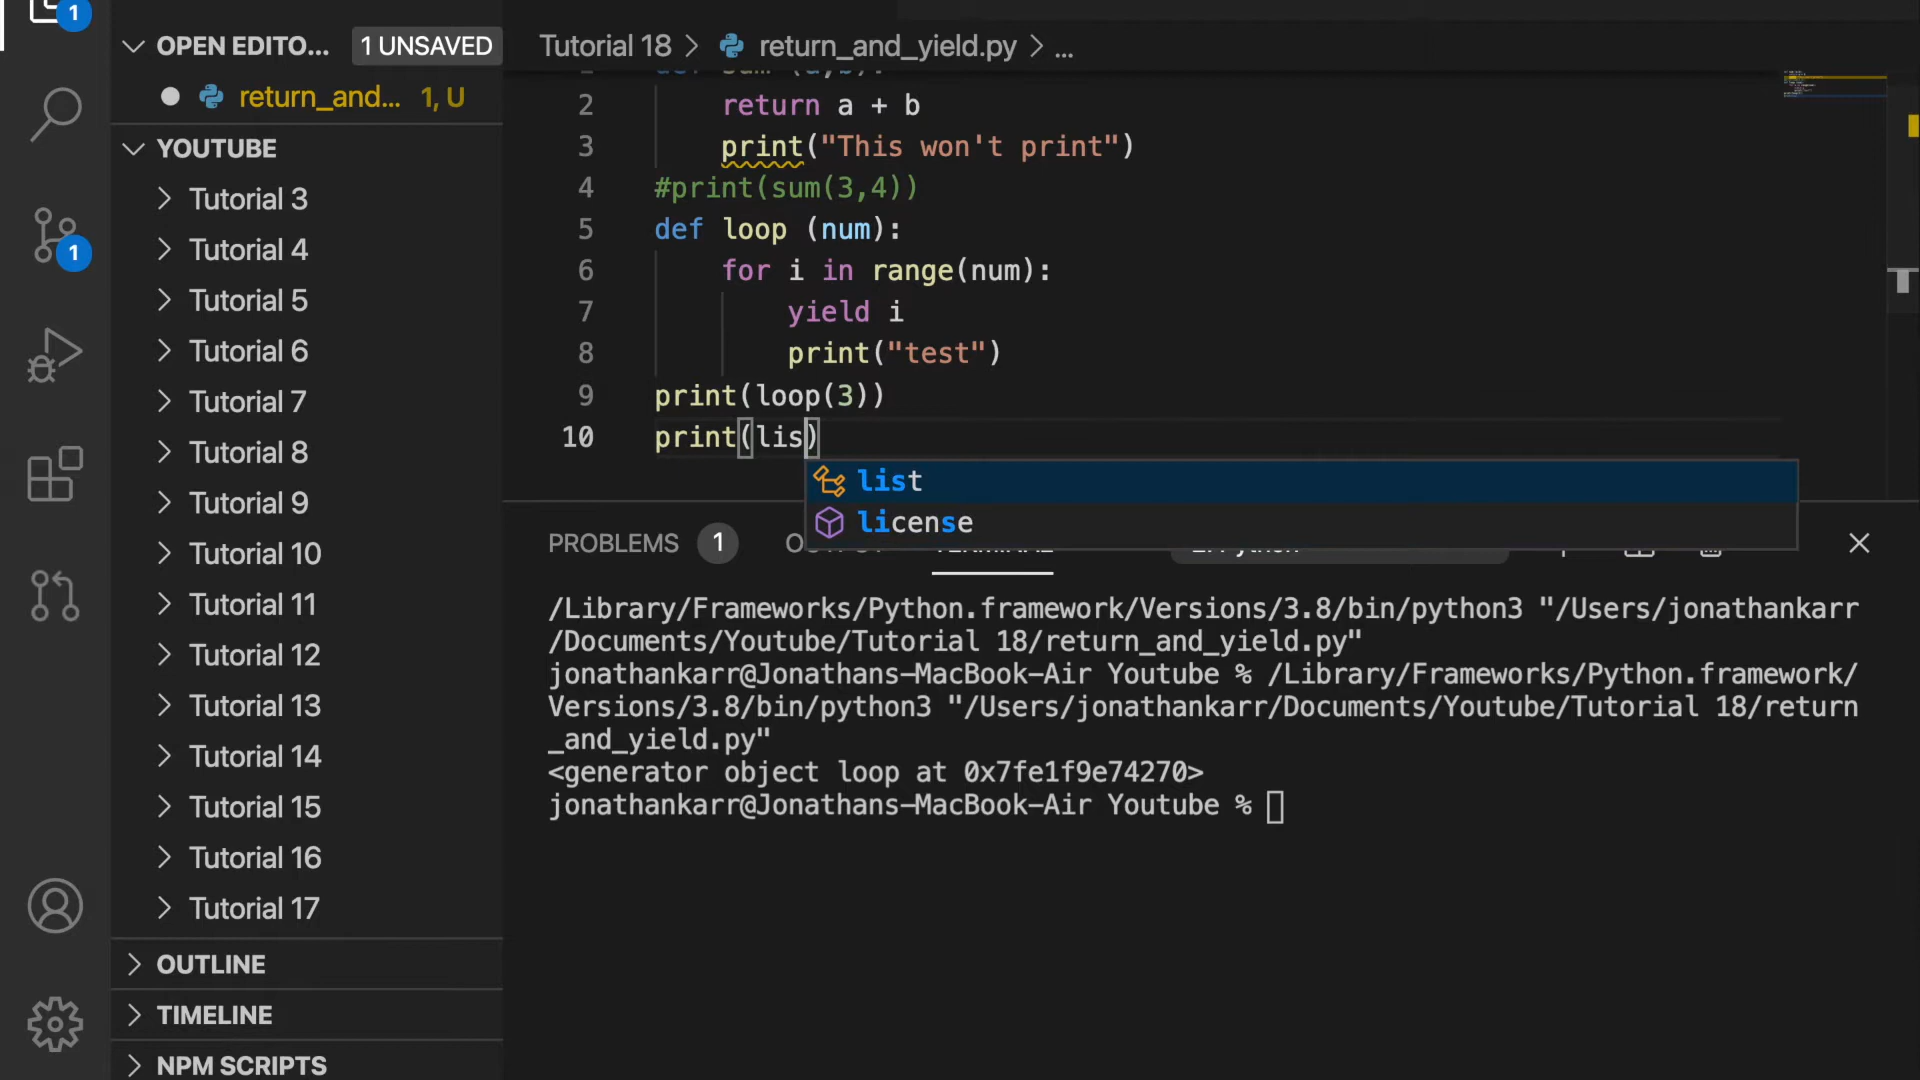 1
OPEN EDITO... 1 UNSAVED
return_and... 1, U
YOUTUBE
Tutorial 3
Tutorial 4
1
Tutorial 5
Tutorial 6
Tutorial 7
Tutorial 8
Tutorial 9
Tutorial 10
Tutorial 11
Tutorial 12
Tutorial 13
Tutorial 14
Tutorial 15
Tutorial 16
Tutorial 17
OUTLINE
TIMELINE
NPM SCRIPTS
Tutorial 18 > return_and_yield.py > ...
2 return a + b
3 print("This won't print")
4 #print(sum(3,4))
5 def loop (num):
6 for i in range(num):
7 yield i
8 print("test")
9 print(loop(3))
10 print(lis)
list
license
PROBLEMS 1
/Library/Frameworks/Python.framework/Versions/3.8/bin/python3 "/Users/jonathankarr
/Documents/Youtube/Tutorial 18/return_and_yield.py"
jonathankarr@Jonathans-MacBook-Air Youtube % /Library/Frameworks/Python.framework/
Versions/3.8/bin/python3 "/Users/jonathankarr/Documents/Youtube/Tutorial 18/return
_and_yield.py"
<generator object loop at 0x7fe1f9e74270>
jonathankarr@Jonathans-MacBook-Air Youtube %